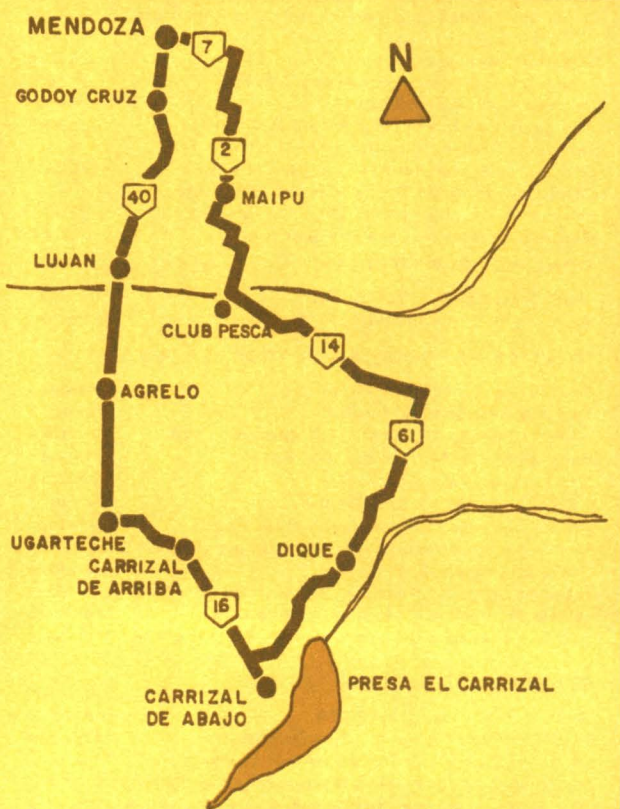 MENDOZA
7
N
GODOY CRUZ
2
40
MAIPU
LUJAN
CLUB PESCA
14
AGRELO
61
UGARTECHE
DIQUE
CARRIZAL
DE ARRIBA
16
PRESA EL CARRIZAL
CARRIZAL
DE ABAJO